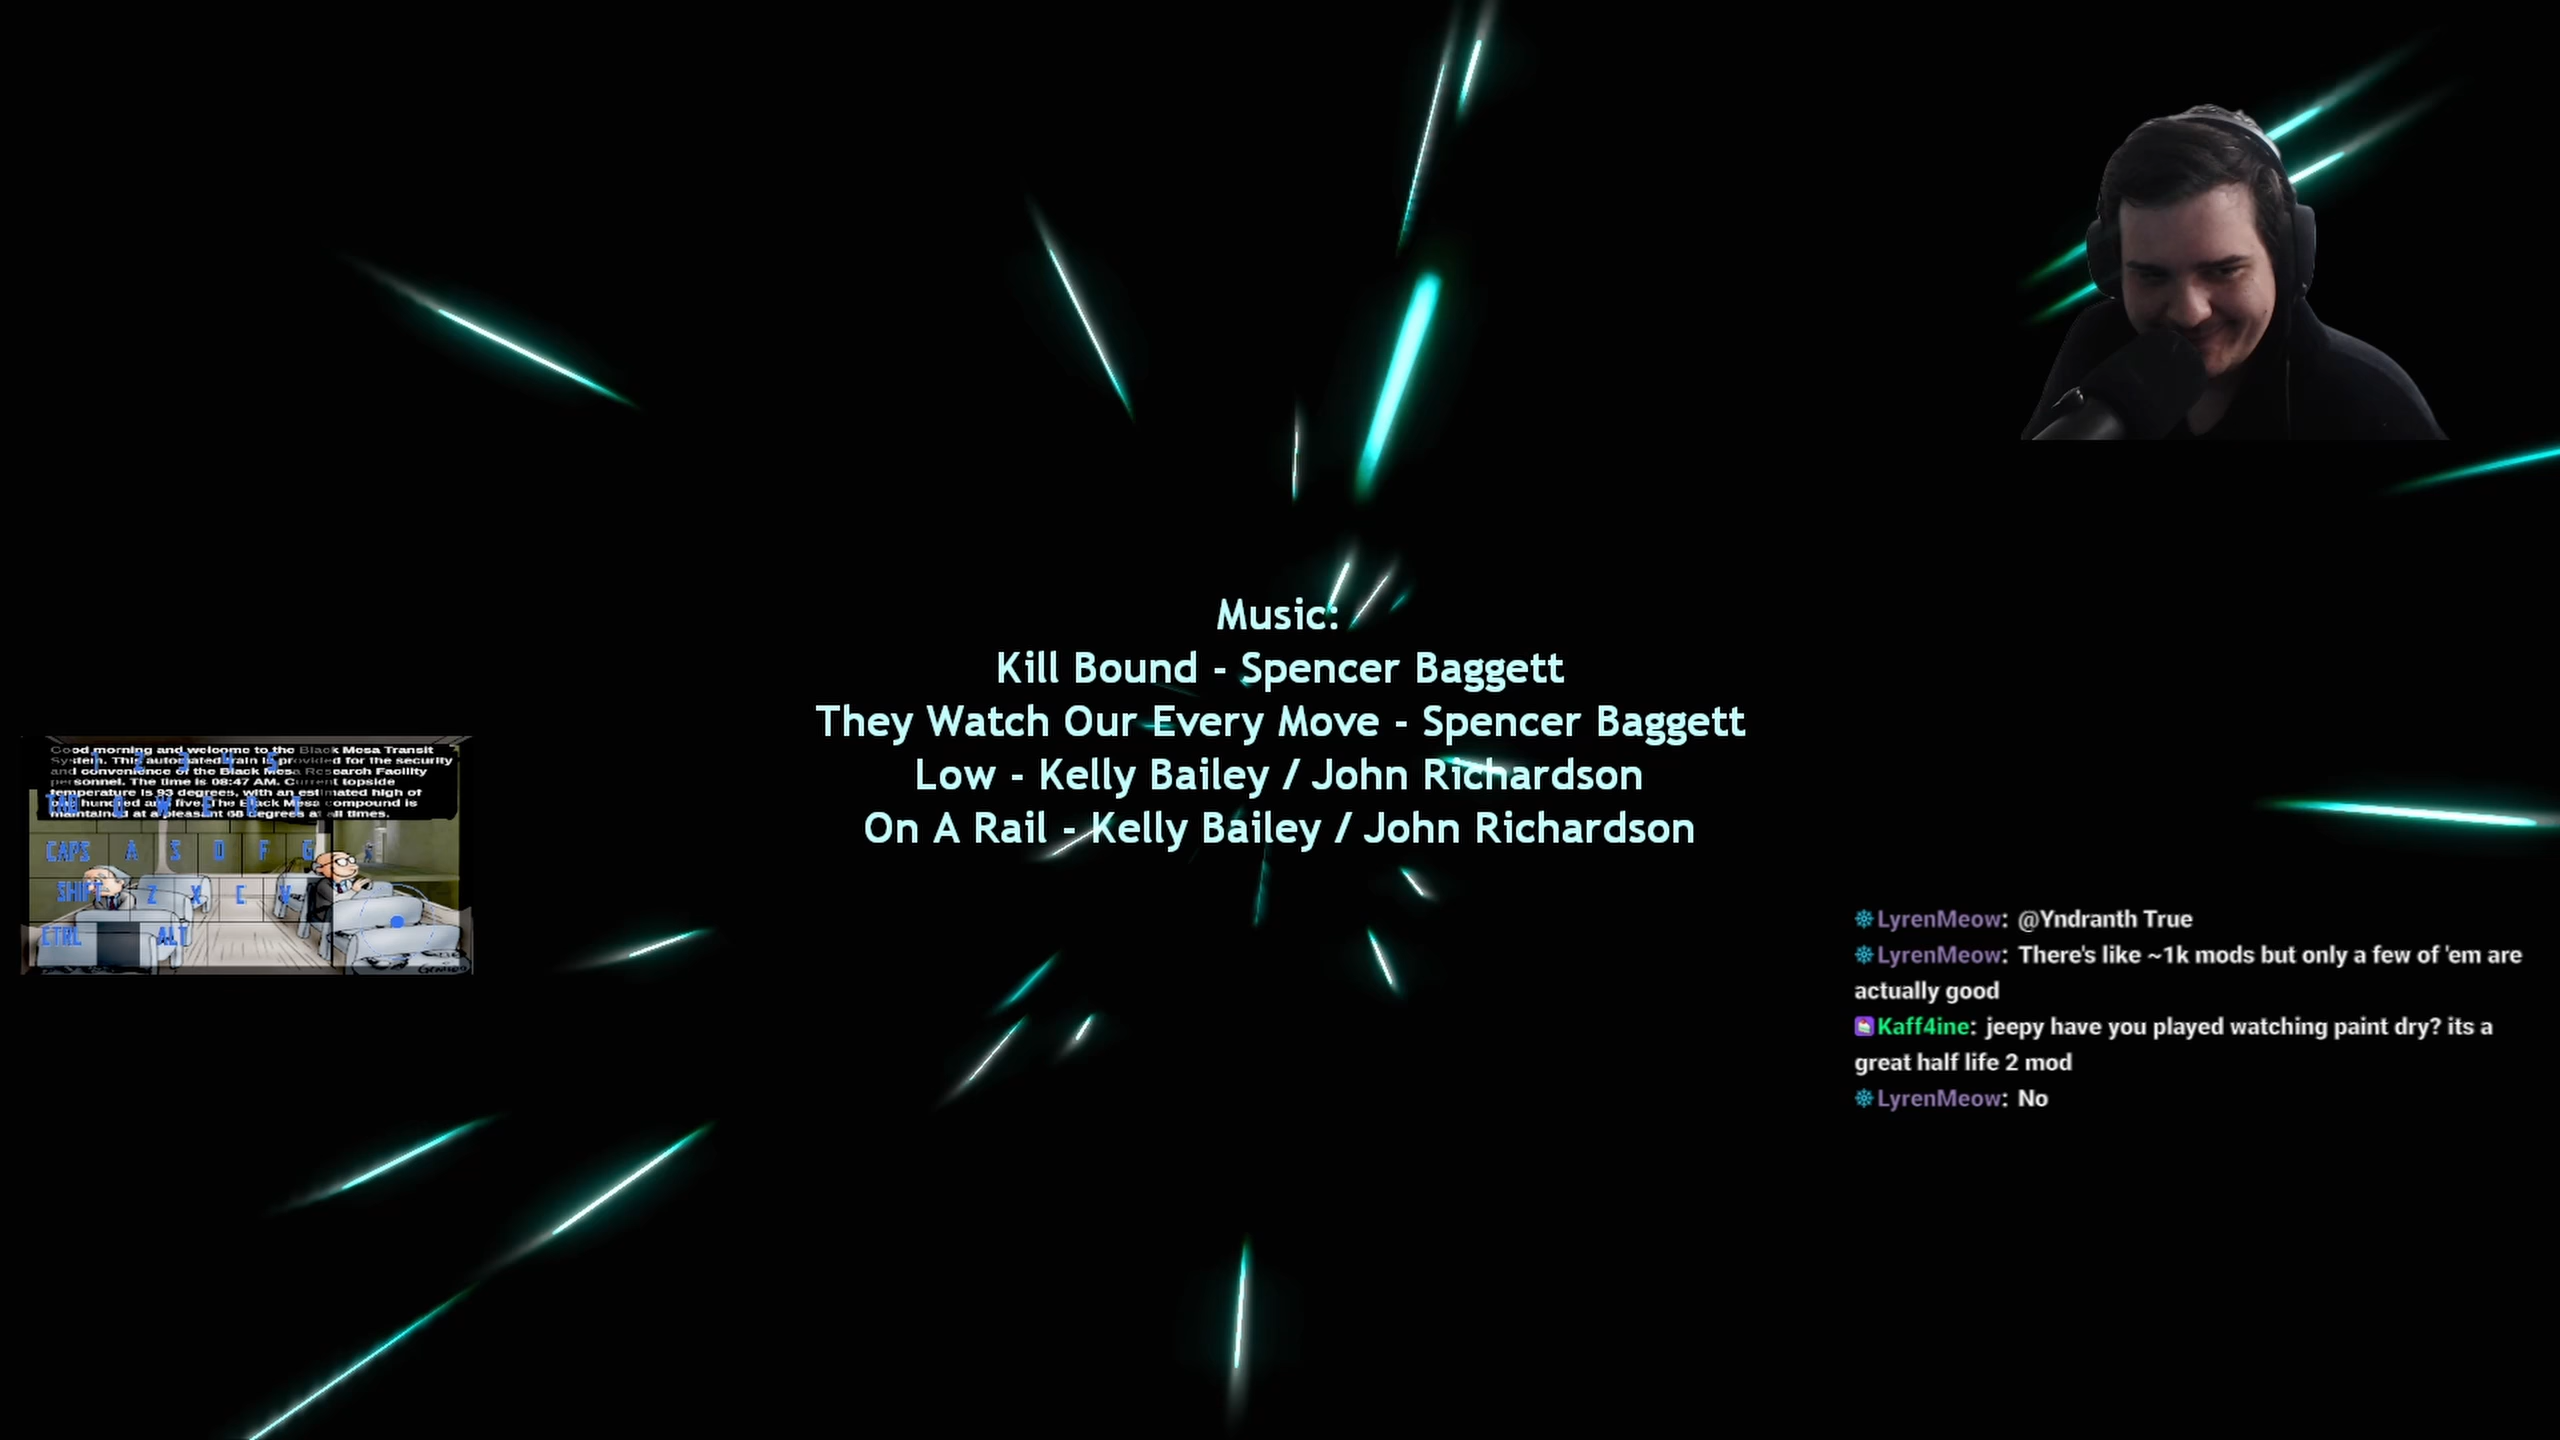 Music:
Kill Bound - Spencer Baggett
They Watch Our Every Move - Spencer Baggett
Low - Kelly Bailey / John Richardson
On A Rail - Kelly Bailey / John Richardson
Good morning and welcome to the Black Mesa Transit
System. This automated train is provided for the security
and convenience of the Black Mesa Research Facility
personnel. The time is 08:47 AM. Current topside
temperature is 93 degrees, with an estimated high of
one hundred and five. The Black Mesa compound is
maintained at a pleasant 68 degrees at all times.
1 2 3 4 5
TAB Q W E R T
CAPS A S D F G
SHIFT Z X C V
CTRL ALT
LyrenMeow: @Yndranth True
LyrenMeow: There's like ~1k mods but only a few of 'em are
actually good
Kaff4ine: jeepy have you played watching paint dry? its a
great half life 2 mod
LyrenMeow: No